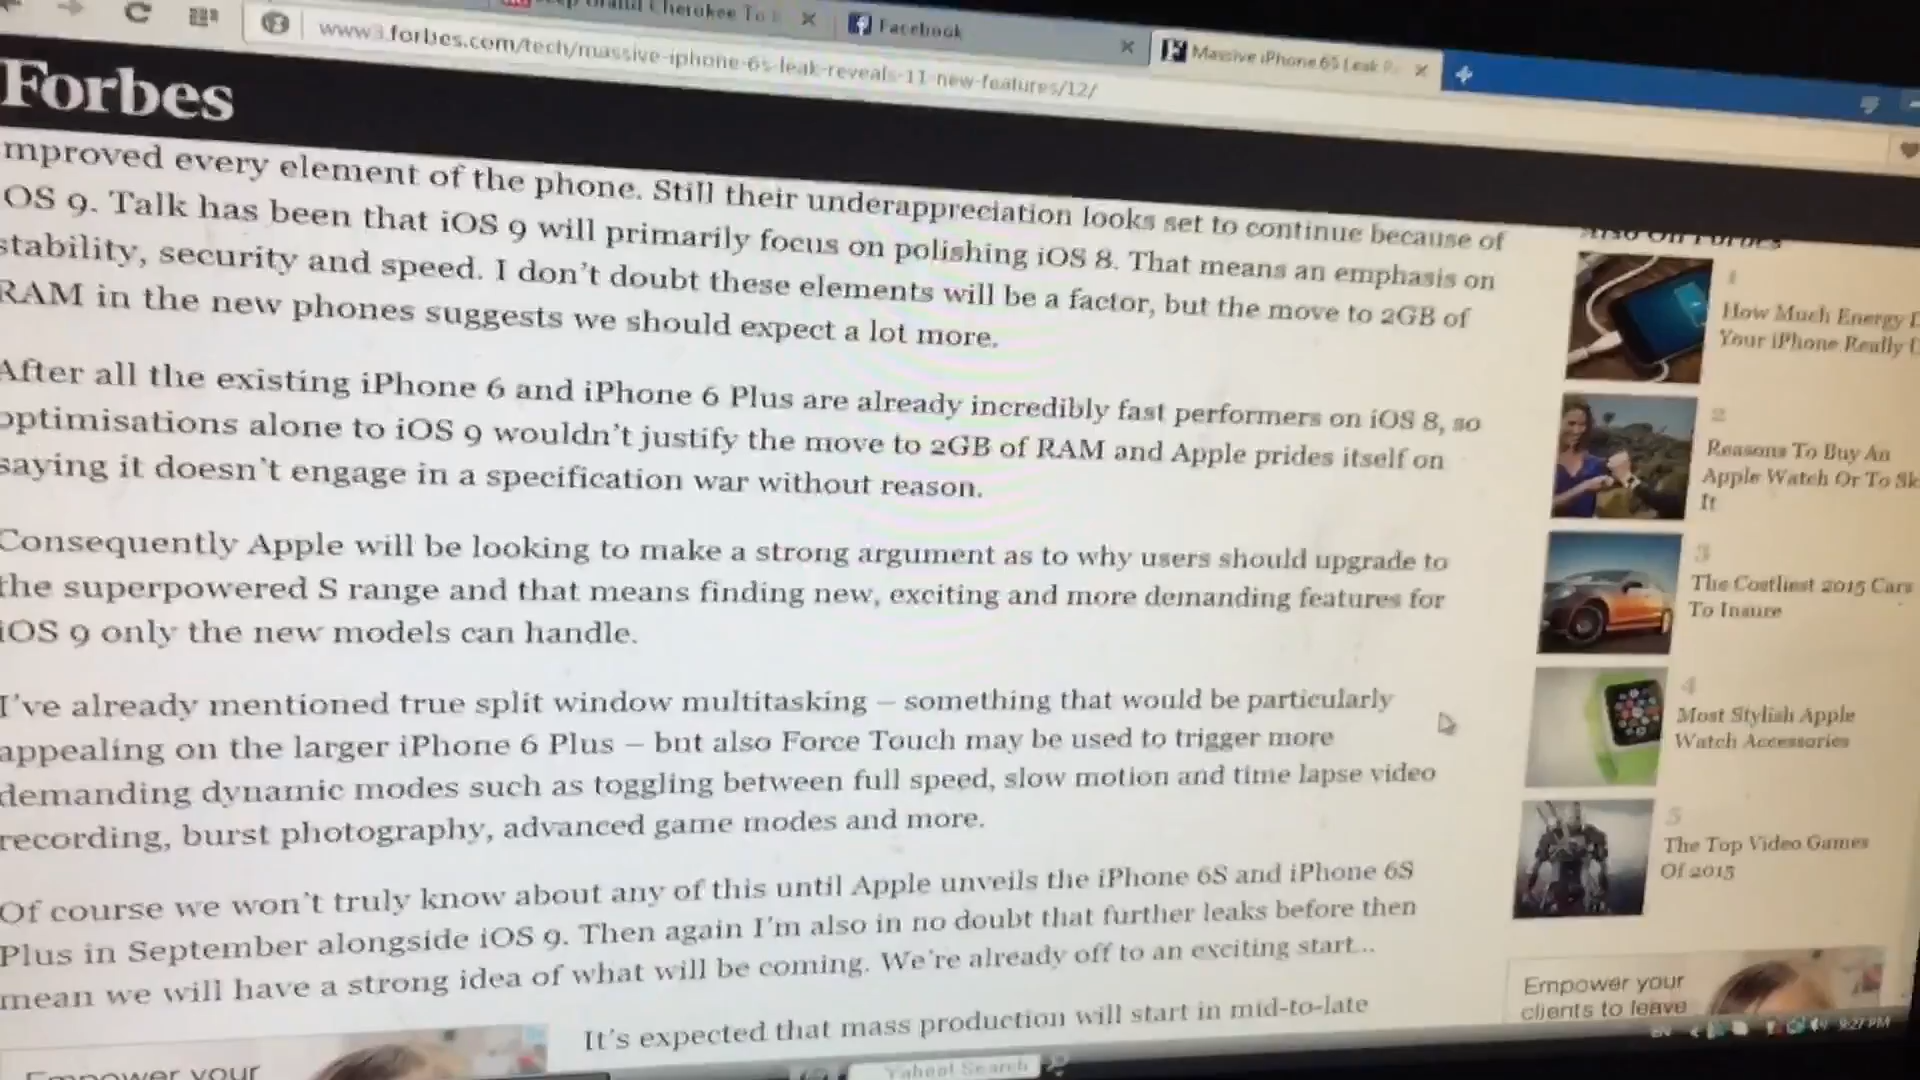 Grand Cherokee To
Facebook
Massive iPhone 6S Leak
www3.forbes.com/tech/massive-iphone-6s-leak-reveals-11-new-features/12/
Forbes
mproved every element of the phone. Still their underappreciation looks set to continue because of
OS 9. Talk has been that iOS 9 will primarily focus on polishing iOS 8. That means an emphasis on
stability, security and speed. I don't doubt these elements will be a factor, but the move to 2GB of
RAM in the new phones suggests we should expect a lot more.
After all the existing iPhone 6 and iPhone 6 Plus are already incredibly fast performers on iOS 8, so
optimisations alone to iOS 9 wouldn't justify the move to 2GB of RAM and Apple prides itself on
saying it doesn't engage in a specification war without reason.
Consequently Apple will be looking to make a strong argument as to why users should upgrade to
the superpowered S range and that means finding new, exciting and more demanding features for
iOS 9 only the new models can handle.
I've already mentioned true split window multitasking – something that would be particularly
appealing on the larger iPhone 6 Plus – but also Force Touch may be used to trigger more
demanding dynamic modes such as toggling between full speed, slow motion and time lapse video
recording, burst photography, advanced game modes and more.
Of course we won't truly know about any of this until Apple unveils the iPhone 6S and iPhone 6S
Plus in September alongside iOS 9. Then again I'm also in no doubt that further leaks before then
mean we will have a strong idea of what will be coming. We're already off to an exciting start...
It's expected that mass production will start in mid-to-late
Empower your
Also On Forbes
1
How Much Energy D
Your iPhone Really
2
Reasons To Buy An
Apple Watch Or To Sk
It
3
The Costliest 2015 Cars
To Insure
4
Most Stylish Apple
Watch Accessories
5
The Top Video Games
Of 2015
Empower your
clients to leave
EN
9:27 PM
Yahoo! Search